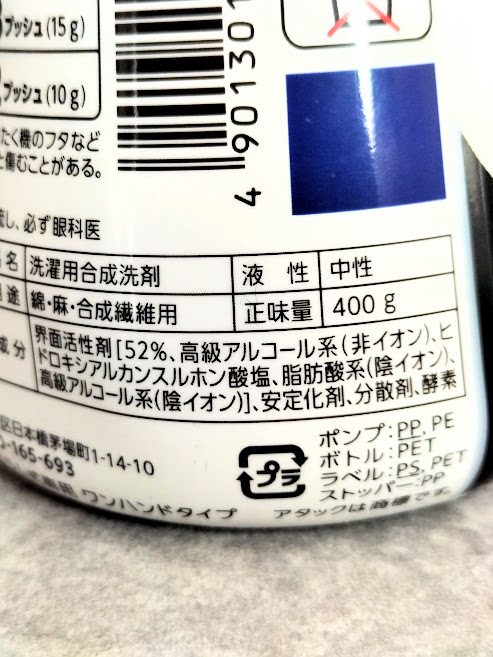 プッシュ(15g)
プッシュ(10g)
たく機のフタなど
傷むことがある。
4 901301
し、必ず眼科医
名 洗濯用合成洗剤 液 性 中性
途 綿・麻・合成繊維用 正味量 400g
成分 界面活性剤[52%、高級アルコール系(非イオン)、ヒ
ドロキシアルカンスルホン酸塩、脂肪酸系(陰イオン)、
高級アルコール系(陰イオン)]、安定化剤、分散剤、酵素
区日本橋茅場町1-14-10
-165-693
プラ
ポンプ:PP, PE
ボトル:PET
ラベル:PS, PET
ストッパー:PP
ワンハンドタイプ
アタックは商標です。